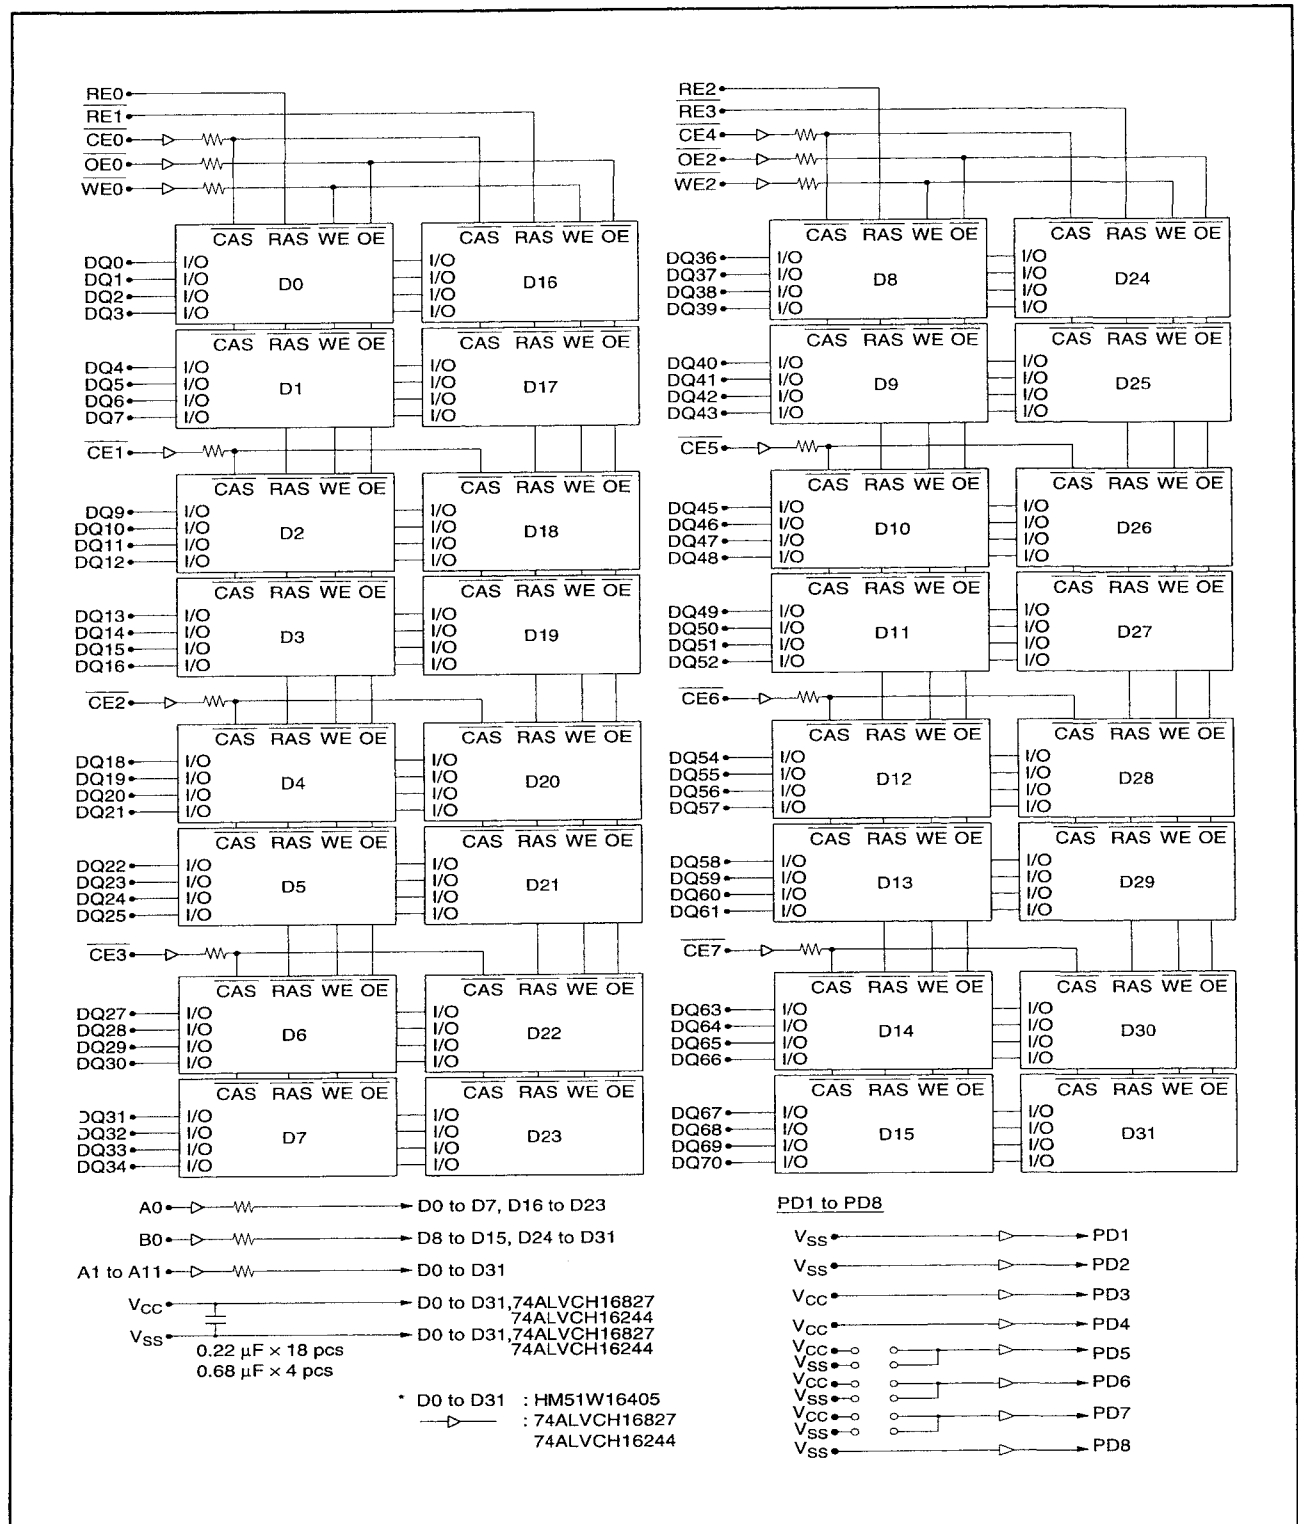 RE0
RE1
CE0
OE0
WE0
CAS RAS WE OE
CAS RAS WE OE
DQ0 I/O I/O
DQ1 I/O D0 I/O D16
DQ2 I/O I/O
DQ3 I/O I/O
CAS RAS WE OE
CAS RAS WE OE
DQ4 I/O I/O
DQ5 I/O D1 I/O D17
DQ6 I/O I/O
DQ7 I/O I/O
CE1
CAS RAS WE OE
CAS RAS WE OE
DQ9 I/O I/O
DQ10 I/O D2 I/O D18
DQ11 I/O I/O
DQ12 I/O I/O
CAS RAS WE OE
CAS RAS WE OE
DQ13 I/O I/O
DQ14 I/O D3 I/O D19
DQ15 I/O I/O
DQ16 I/O I/O
CE2
CAS RAS WE OE
CAS RAS WE OE
DQ18 I/O I/O
DQ19 I/O D4 I/O D20
DQ20 I/O I/O
DQ21 I/O I/O
CAS RAS WE OE
CAS RAS WE OE
DQ22 I/O I/O
DQ23 I/O D5 I/O D21
DQ24 I/O I/O
DQ25 I/O I/O
CE3
CAS RAS WE OE
CAS RAS WE OE
DQ27 I/O I/O
DQ28 I/O D6 I/O D22
DQ29 I/O I/O
DQ30 I/O I/O
CAS RAS WE OE
CAS RAS WE OE
DQ31 I/O I/O
DQ32 I/O D7 I/O D23
DQ33 I/O I/O
DQ34 I/O I/O
RE2
RE3
CE4
OE2
WE2
CAS RAS WE OE
CAS RAS WE OE
DQ36 I/O I/O
DQ37 I/O D8 I/O D24
DQ38 I/O I/O
DQ39 I/O I/O
CAS RAS WE OE
CAS RAS WE OE
DQ40 I/O I/O
DQ41 I/O D9 I/O D25
DQ42 I/O I/O
DQ43 I/O I/O
CE5
CAS RAS WE OE
CAS RAS WE OE
DQ45 I/O I/O
DQ46 I/O D10 I/O D26
DQ47 I/O I/O
DQ48 I/O I/O
CAS RAS WE OE
CAS RAS WE OE
DQ49 I/O I/O
DQ50 I/O D11 I/O D27
DQ51 I/O I/O
DQ52 I/O I/O
CE6
CAS RAS WE OE
CAS RAS WE OE
DQ54 I/O I/O
DQ55 I/O D12 I/O D28
DQ56 I/O I/O
DQ57 I/O I/O
CAS RAS WE OE
CAS RAS WE OE
DQ58 I/O I/O
DQ59 I/O D13 I/O D29
DQ60 I/O I/O
DQ61 I/O I/O
CE7
CAS RAS WE OE
CAS RAS WE OE
DQ63 I/O I/O
DQ64 I/O D14 I/O D30
DQ65 I/O I/O
DQ66 I/O I/O
CAS RAS WE OE
CAS RAS WE OE
DQ67 I/O I/O
DQ68 I/O D15 I/O D31
DQ69 I/O I/O
DQ70 I/O I/O
A0 D0 to D7, D16 to D23
B0 D8 to D15, D24 to D31
A1 to A11 D0 to D31
VCC D0 to D31,74ALVCH16827
74ALVCH16244
VSS D0 to D31,74ALVCH16827
74ALVCH16244
0.22 µF × 18 pcs
0.68 µF × 4 pcs
* D0 to D31 : HM51W16405
: 74ALVCH16827
74ALVCH16244
PD1 to PD8
VSS PD1
VSS PD2
VCC PD3
VCC PD4
VCC PD5
VSS
VCC PD6
VSS
VCC PD7
VSS
VSS PD8